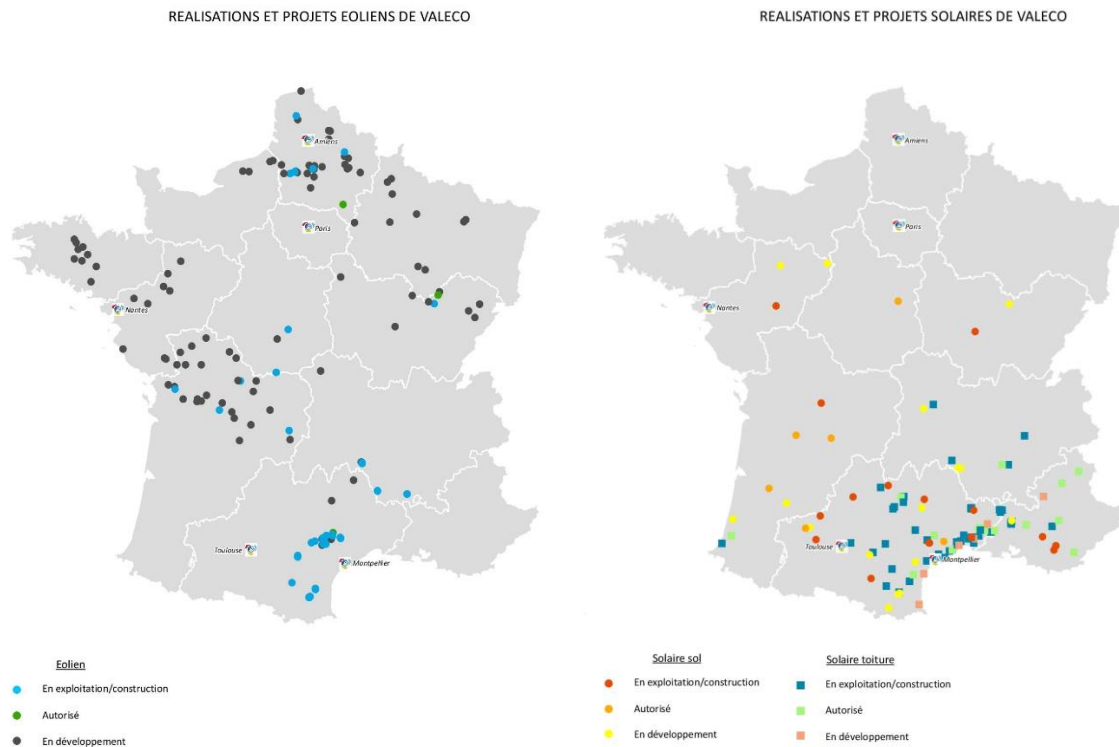 REALISATIONS ET PROJETS EOLIENS DE VALECO
Amiens
Paris
Nantes
Toulouse
Montpellier
Eolien
En exploitation/construction
Autorisé
En développement
REALISATIONS ET PROJETS SOLAIRES DE VALECO
Amiens
Paris
Nantes
Toulouse
Montpellier
Solaire sol
En exploitation/construction
Autorisé
En développement
Solaire toiture
En exploitation/construction
Autorisé
En développement